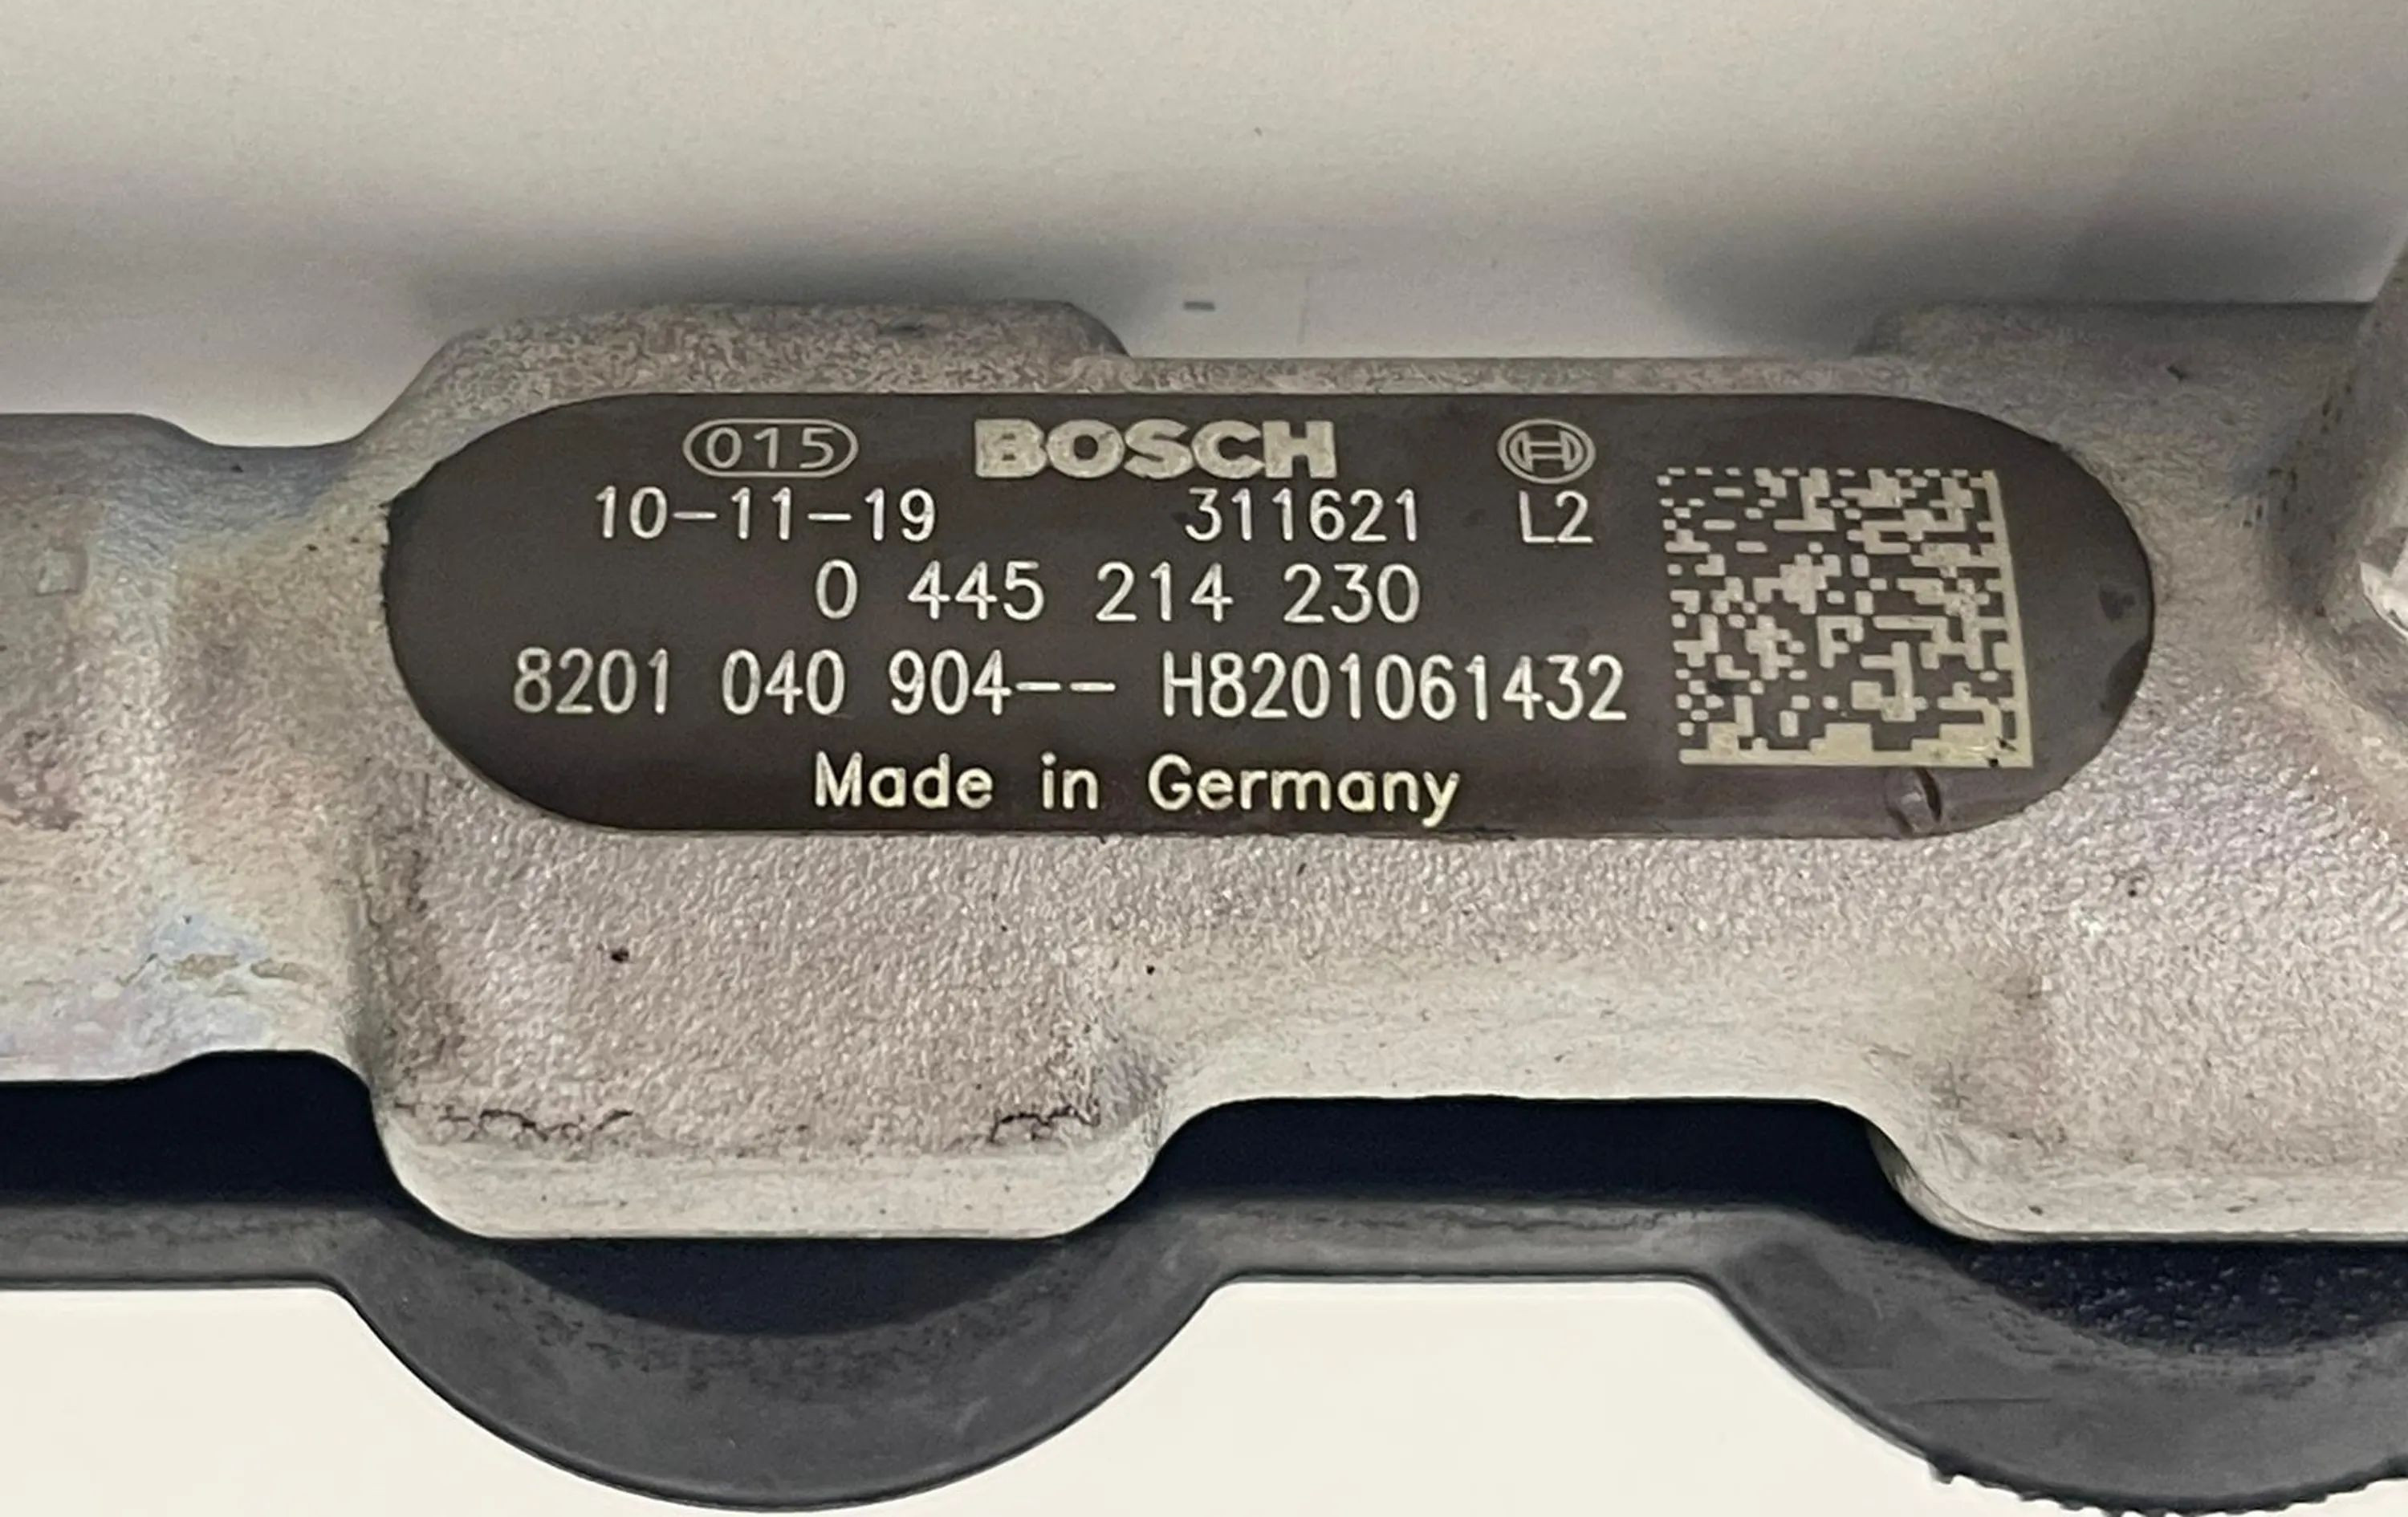 015 BOSCH
10-11-19 311621 L2
0 445 214 230
8201 040 904-- H8201061432
Made in Germany